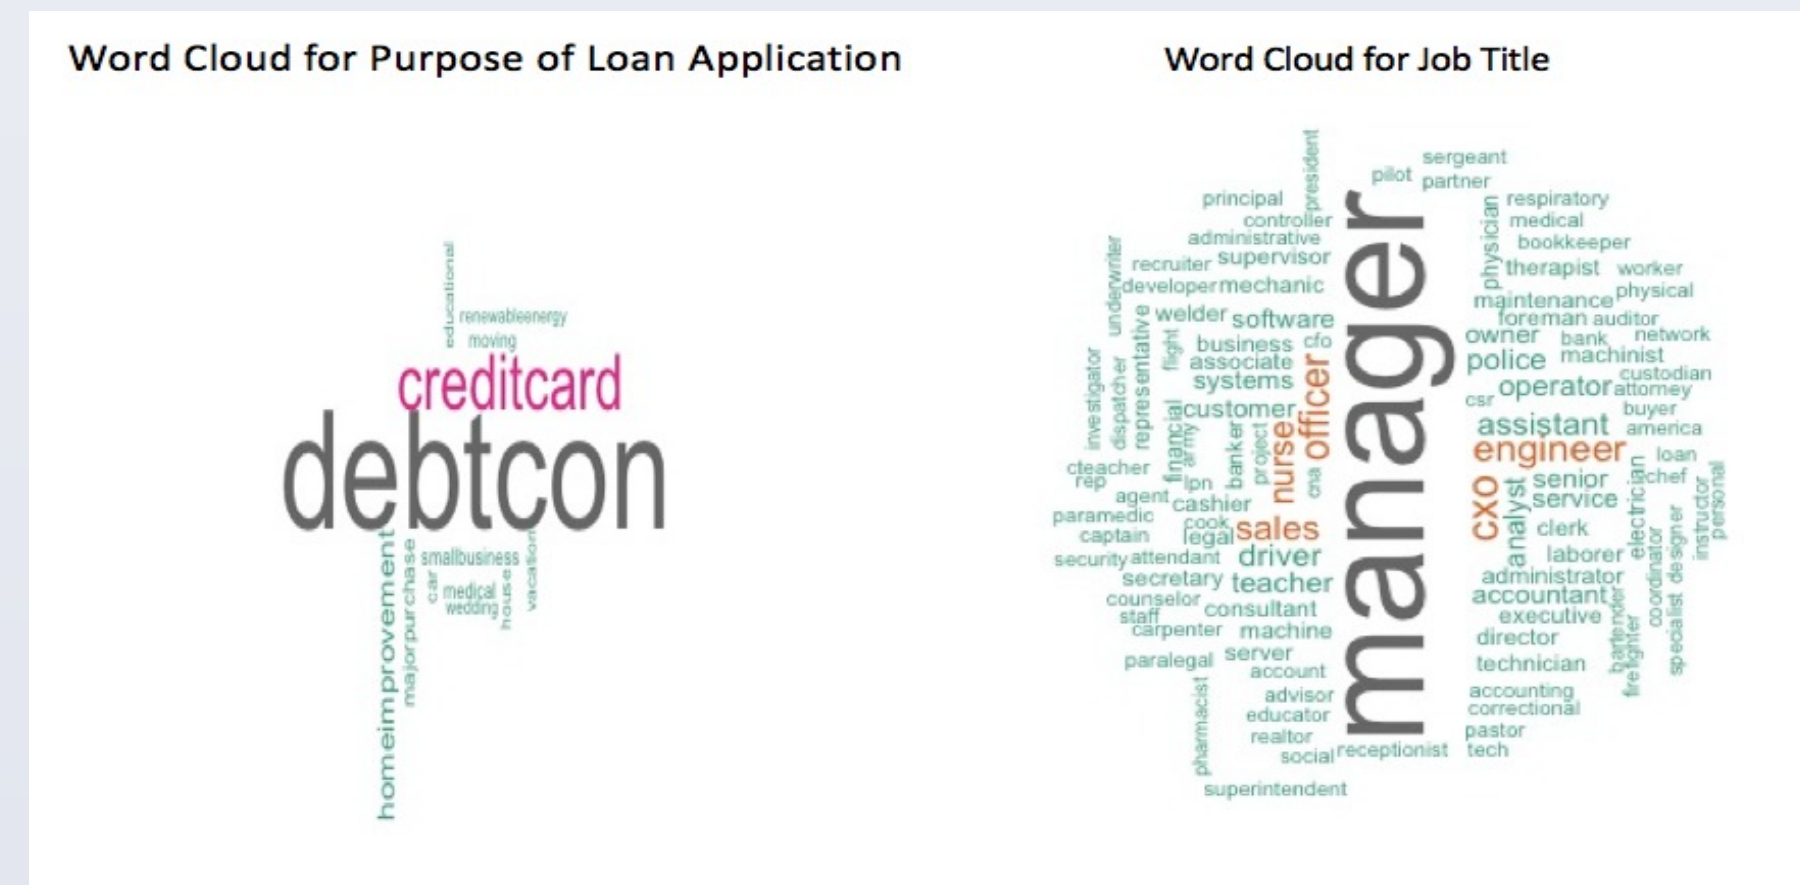 Word Cloud for Purpose of Loan Application
educational
renewableenergy
moving
creditcard
debtcon
homeimprovement
majorpurchase
smallbusiness
car
medical
wedding
house
vacation
Word Cloud for Job Title
president
sergeant
pilot
partner
principal
controller
administrative
recruiter
supervisor
underwriter
developer
mechanic
welder
software
representative
flight
business
cfo
associate
systems
investigator
dispatcher
financial
army
customer
officer
nurse
banker
project
cna
cteacher
rep
lpn
agent
cashier
paramedic
cook
captain
legal
sales
security
attendant
driver
secretary
teacher
counselor
consultant
staff
carpenter
machine
paralegal
server
account
pharmacist
advisor
educator
realtor
social
receptionist
superintendent
manager
physician
respiratory
medical
bookkeeper
therapist
worker
physical
maintenance
foreman
auditor
owner
bank
network
police
machinist
custodian
operator
attorney
csr
buyer
assistant
america
engineer
loan
cxo
analyst
senior
chef
service
electrician
clerk
instructor
personal
laborer
coordinator
designer
specialist
administrator
accountant
executive
bartender
firefighter
director
technician
accounting
correctional
pastor
tech